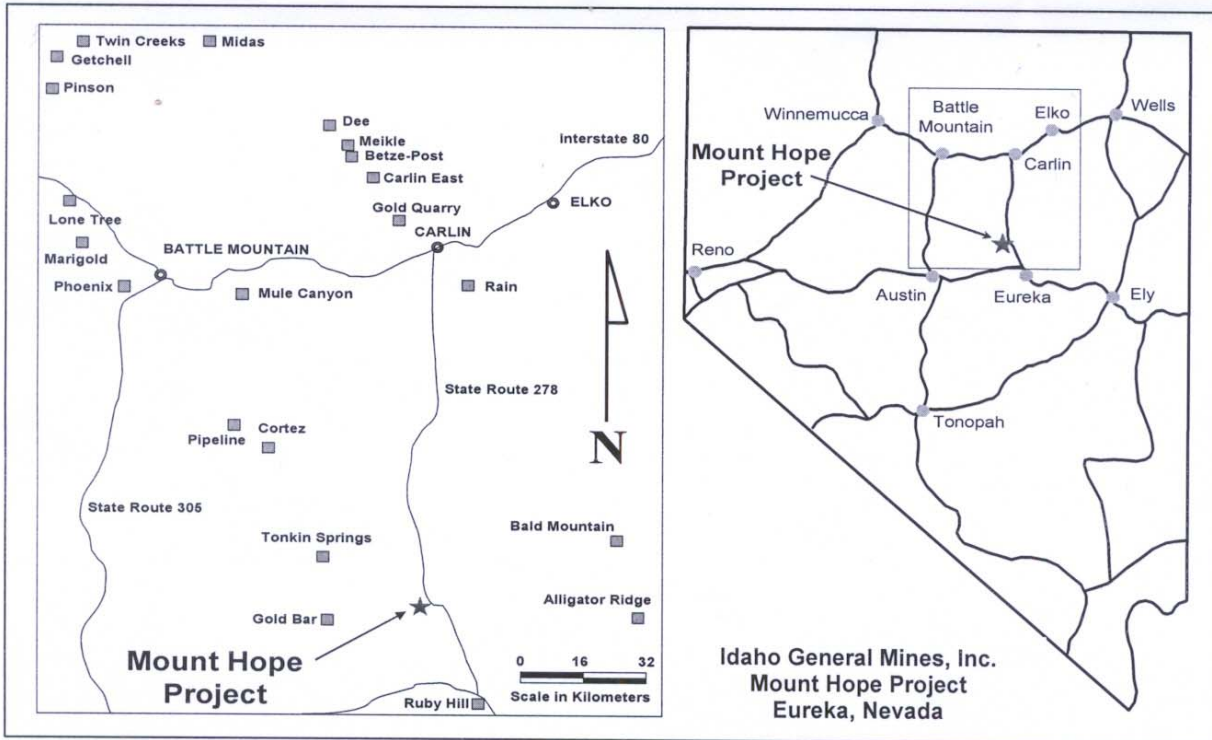 Twin Creeks
Midas
Getchell
Pinson
Dee
Meikle
Betze-Post
Interstate 80
Carlin East
Lone Tree
Gold Quarry
ELKO
Marigold
BATTLE MOUNTAIN
CARLIN
Phoenix
Mule Canyon
Rain
State Route 278
N
Pipeline
Cortez
State Route 305
Bald Mountain
Tonkin Springs
Alligator Ridge
Gold Bar
Mount Hope
Project
0 16 32
Scale in Kilometers
Ruby Hill
Winnemucca
Battle
Mountain
Elko
Wells
Mount Hope
Project
Carlin
Reno
Austin
Eureka
Ely
Tonopah
Idaho General Mines, Inc.
Mount Hope Project
Eureka, Nevada